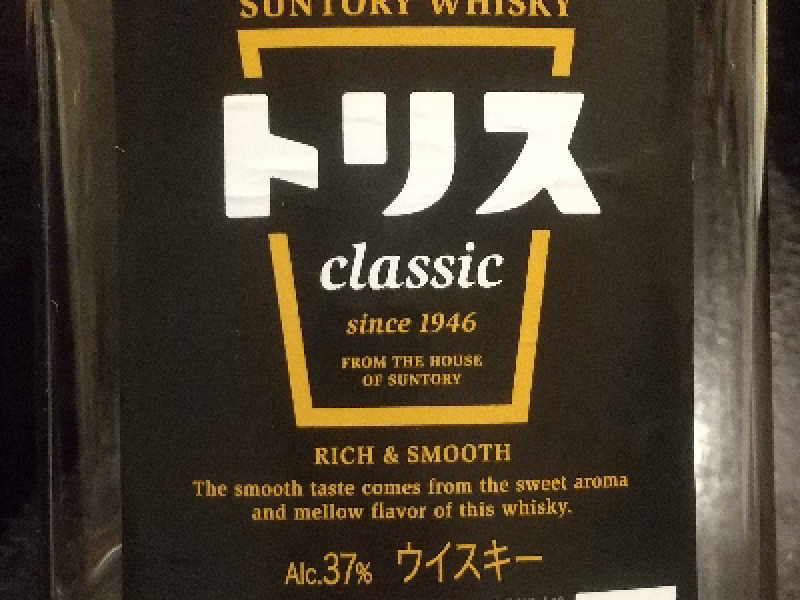 SUNTORY WHISKY
トリス
classic
since 1946
FROM THE HOUSE
OF SUNTORY
RICH & SMOOTH
The smooth taste comes from the sweet aroma
and mellow flavor of this whisky.
Alc.37% ウイスキー